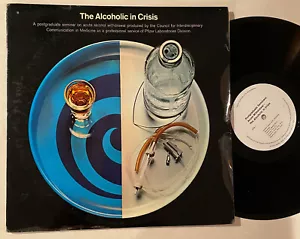 The Alcoholic in Crisis
A postgraduate seminar on acute alcohol withdrawal produced by the Council for Interdisciplinary
Communication in Medicine as a professional service of Pfizer Laboratories Division